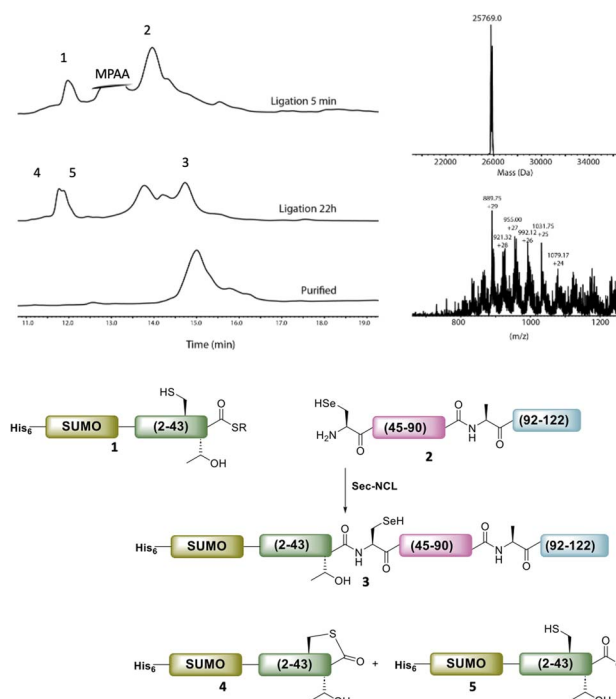 1
MPAA
2
Ligation 5 min
4
5
3
Ligation 22h
Purified
11.0 12.0 13.0 14.0 15.0 16.0 17.0 18.0 19.0
Time (min)
25769.0
22000 26000 30000 34000
Mass (Da)
889.75
+29
921.32
+28
955.00
+27
992.12
+26
1031.75
+25
1079.17
+24
800 1000 1200
(m/z)
HS
O
SR
His6 SUMO (2-43)
OH
1
HSe
H2N
O
(45-90)
O
N
H
O
(92-122)
2
Sec-NCL
His6 SUMO (2-43)
O
N
H
SeH
O
(45-90)
O
N
H
O
(92-122)
OH
3
His6 SUMO (2-43)
S
O
4
+
HS
His6 SUMO (2-43)
5